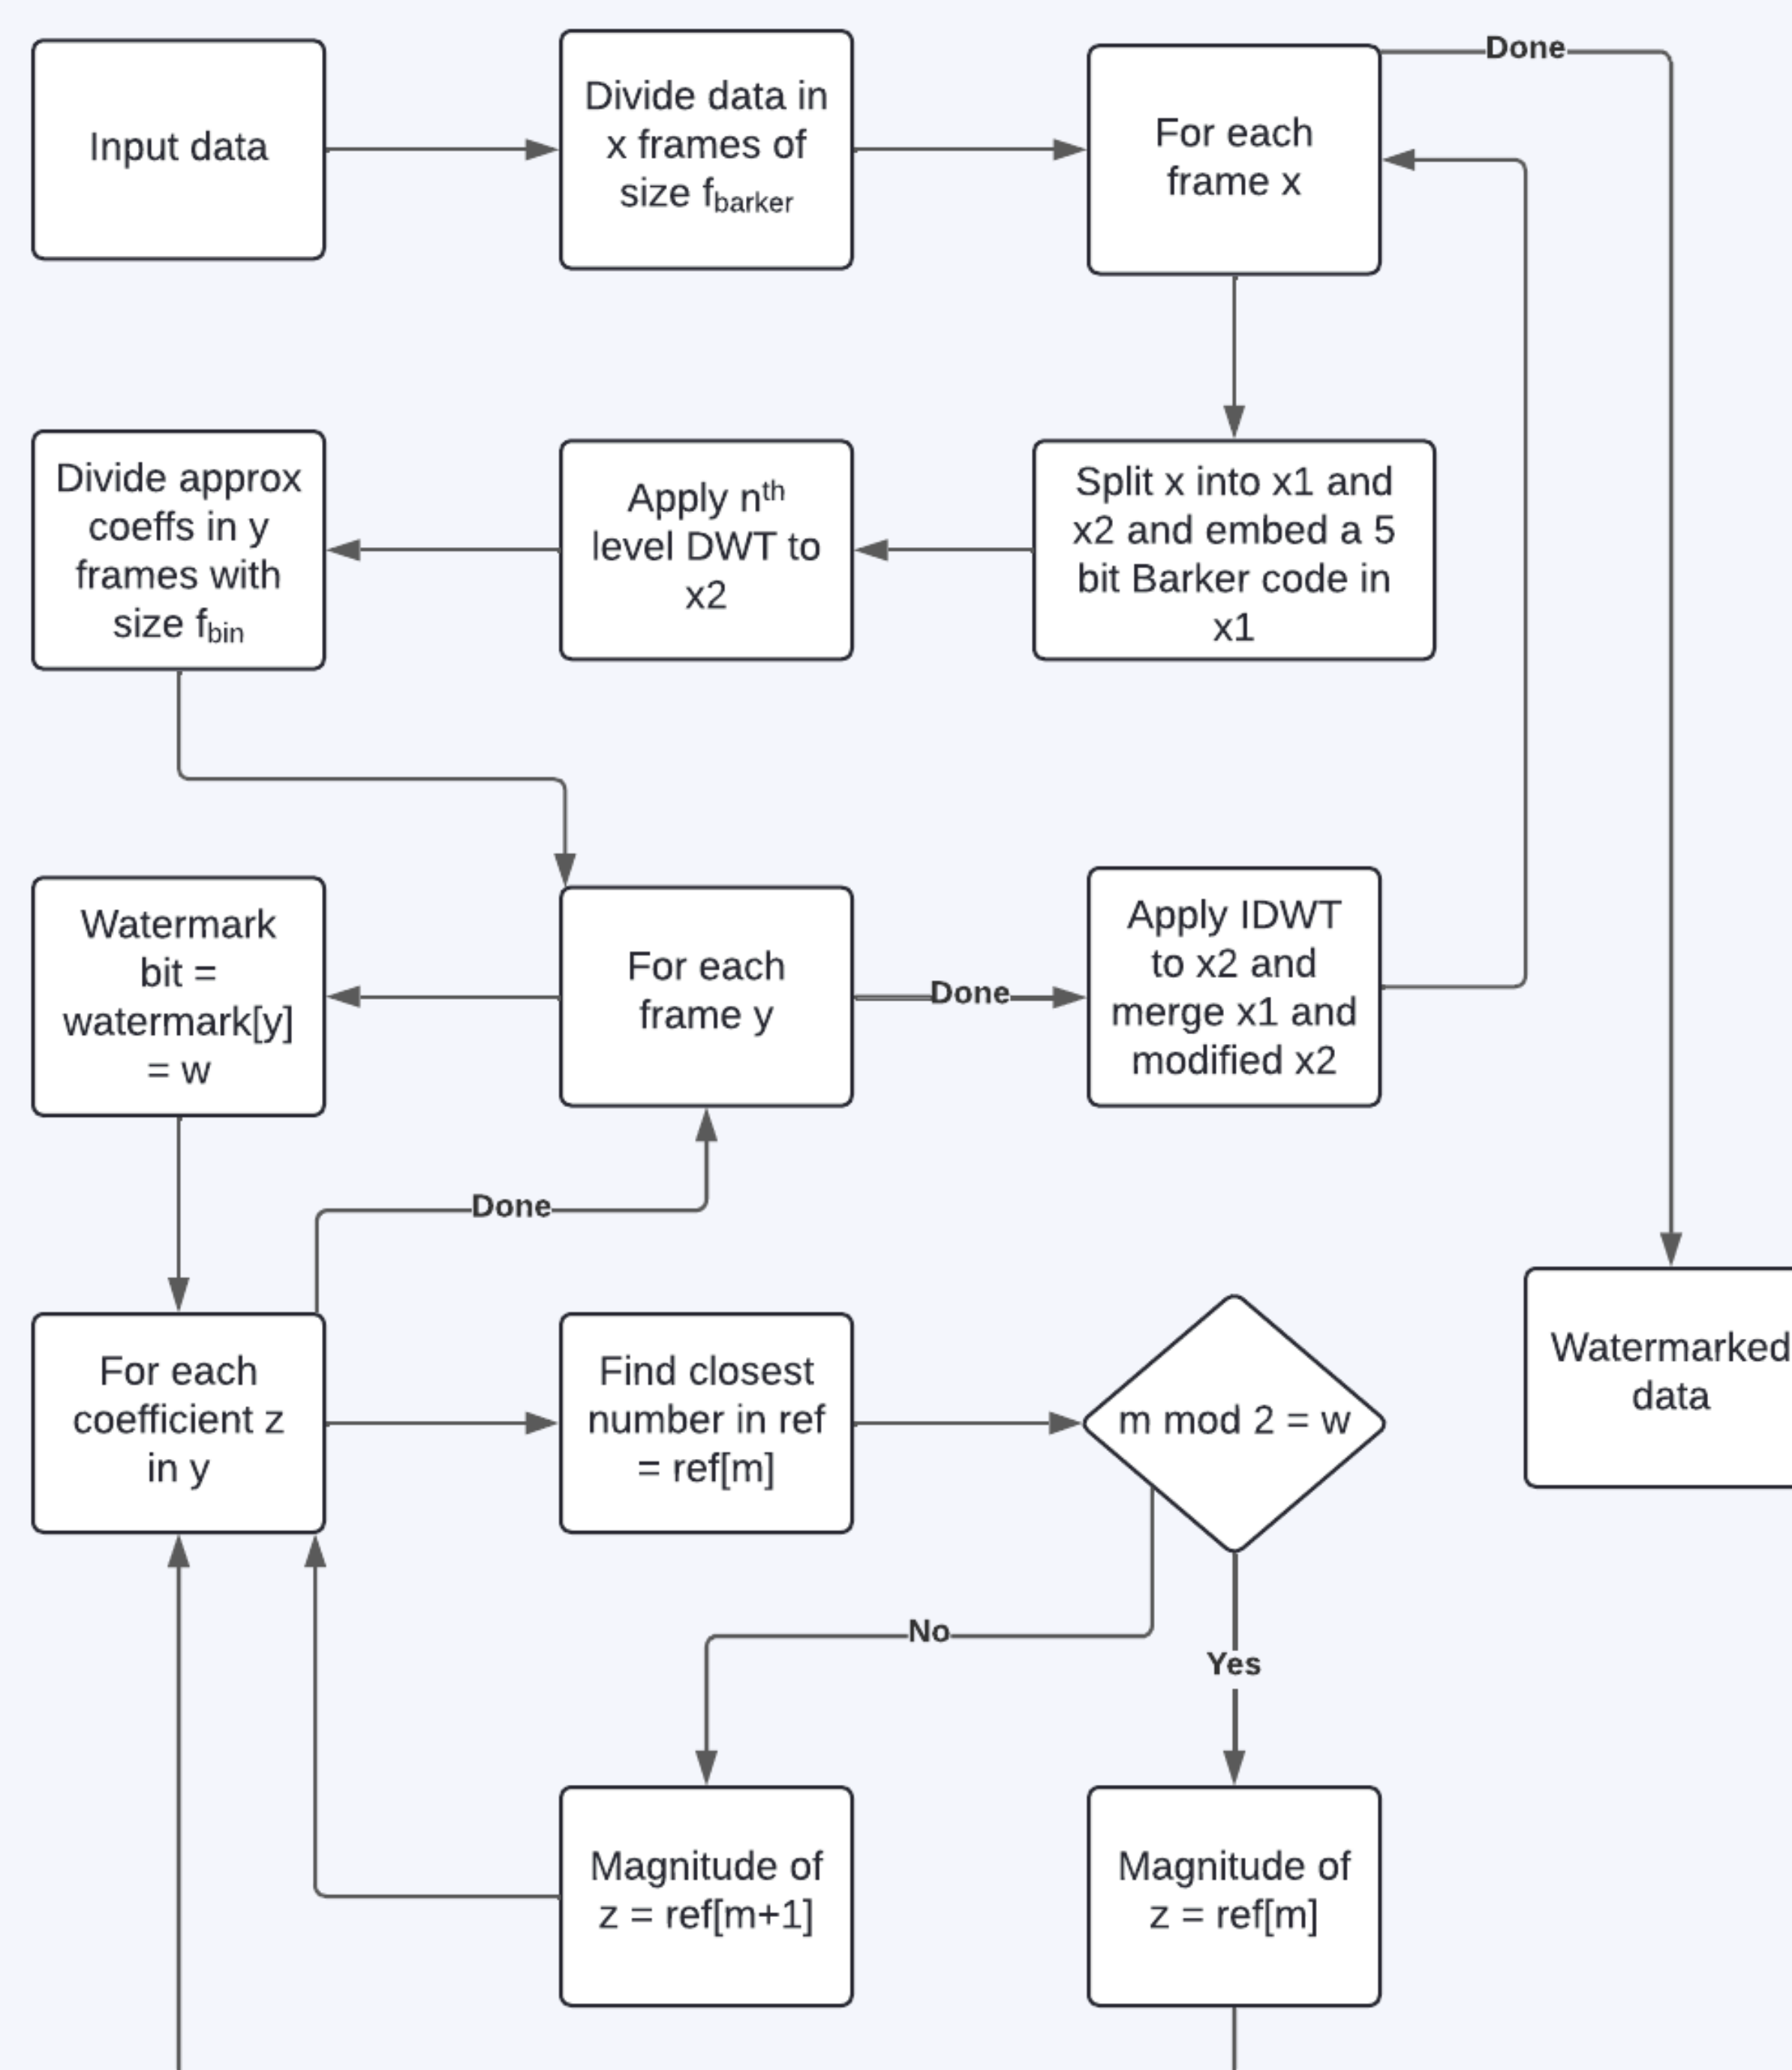 Input data
Divide data in
x frames of
size f_barker
For each
frame x
Done
Divide approx
coeffs in y
frames with
size f_bin
Apply n^th
level DWT to
x2
Split x into x1 and
x2 and embed a 5
bit Barker code in
x1
Watermark
bit =
watermark[y]
= w
For each
frame y
Done
Apply IDWT
to x2 and
merge x1 and
modified x2
Done
For each
coefficient z
in y
Find closest
number in ref
= ref[m]
m mod 2 = w
Watermarked
data
No
Yes
Magnitude of
z = ref[m+1]
Magnitude of
z = ref[m]